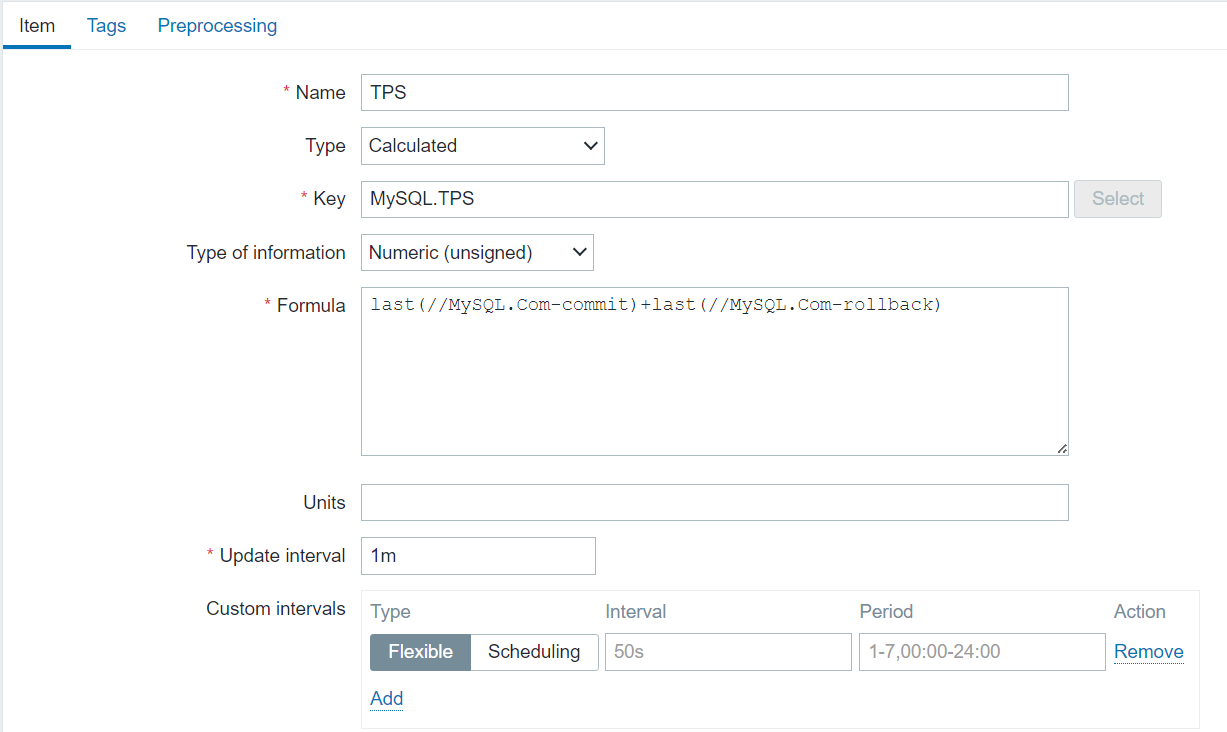 Item Tags Preprocessing
* Name TPS
Type Calculated
* Key MySQL.TPS Select
Type of information Numeric (unsigned)
* Formula last(//MySQL.Com-commit)+last(//MySQL.Com-rollback)
Units
* Update interval 1m
Custom intervals Type Interval Period Action
Flexible Scheduling 50s 1-7,00:00-24:00 Remove
Add